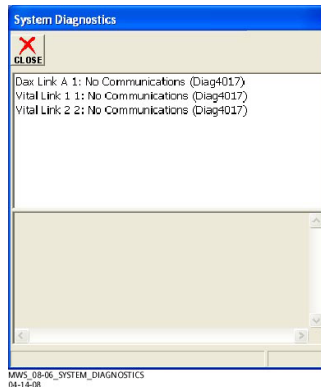 System Diagnostics
CLOSE
Dax Link A 1: No Communications (Diag4017)
Vital Link 1 1: No Communications (Diag4017)
Vital Link 2 2: No Communications (Diag4017)
MWS_08-06_SYSTEM_DIAGNOSTICS
04-14-08